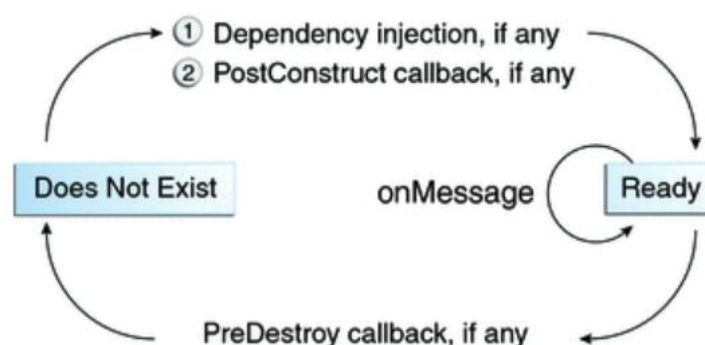 1 Dependency injection, if any
2 PostConstruct callback, if any
Does Not Exist
onMessage
Ready
PreDestroy callback, if any